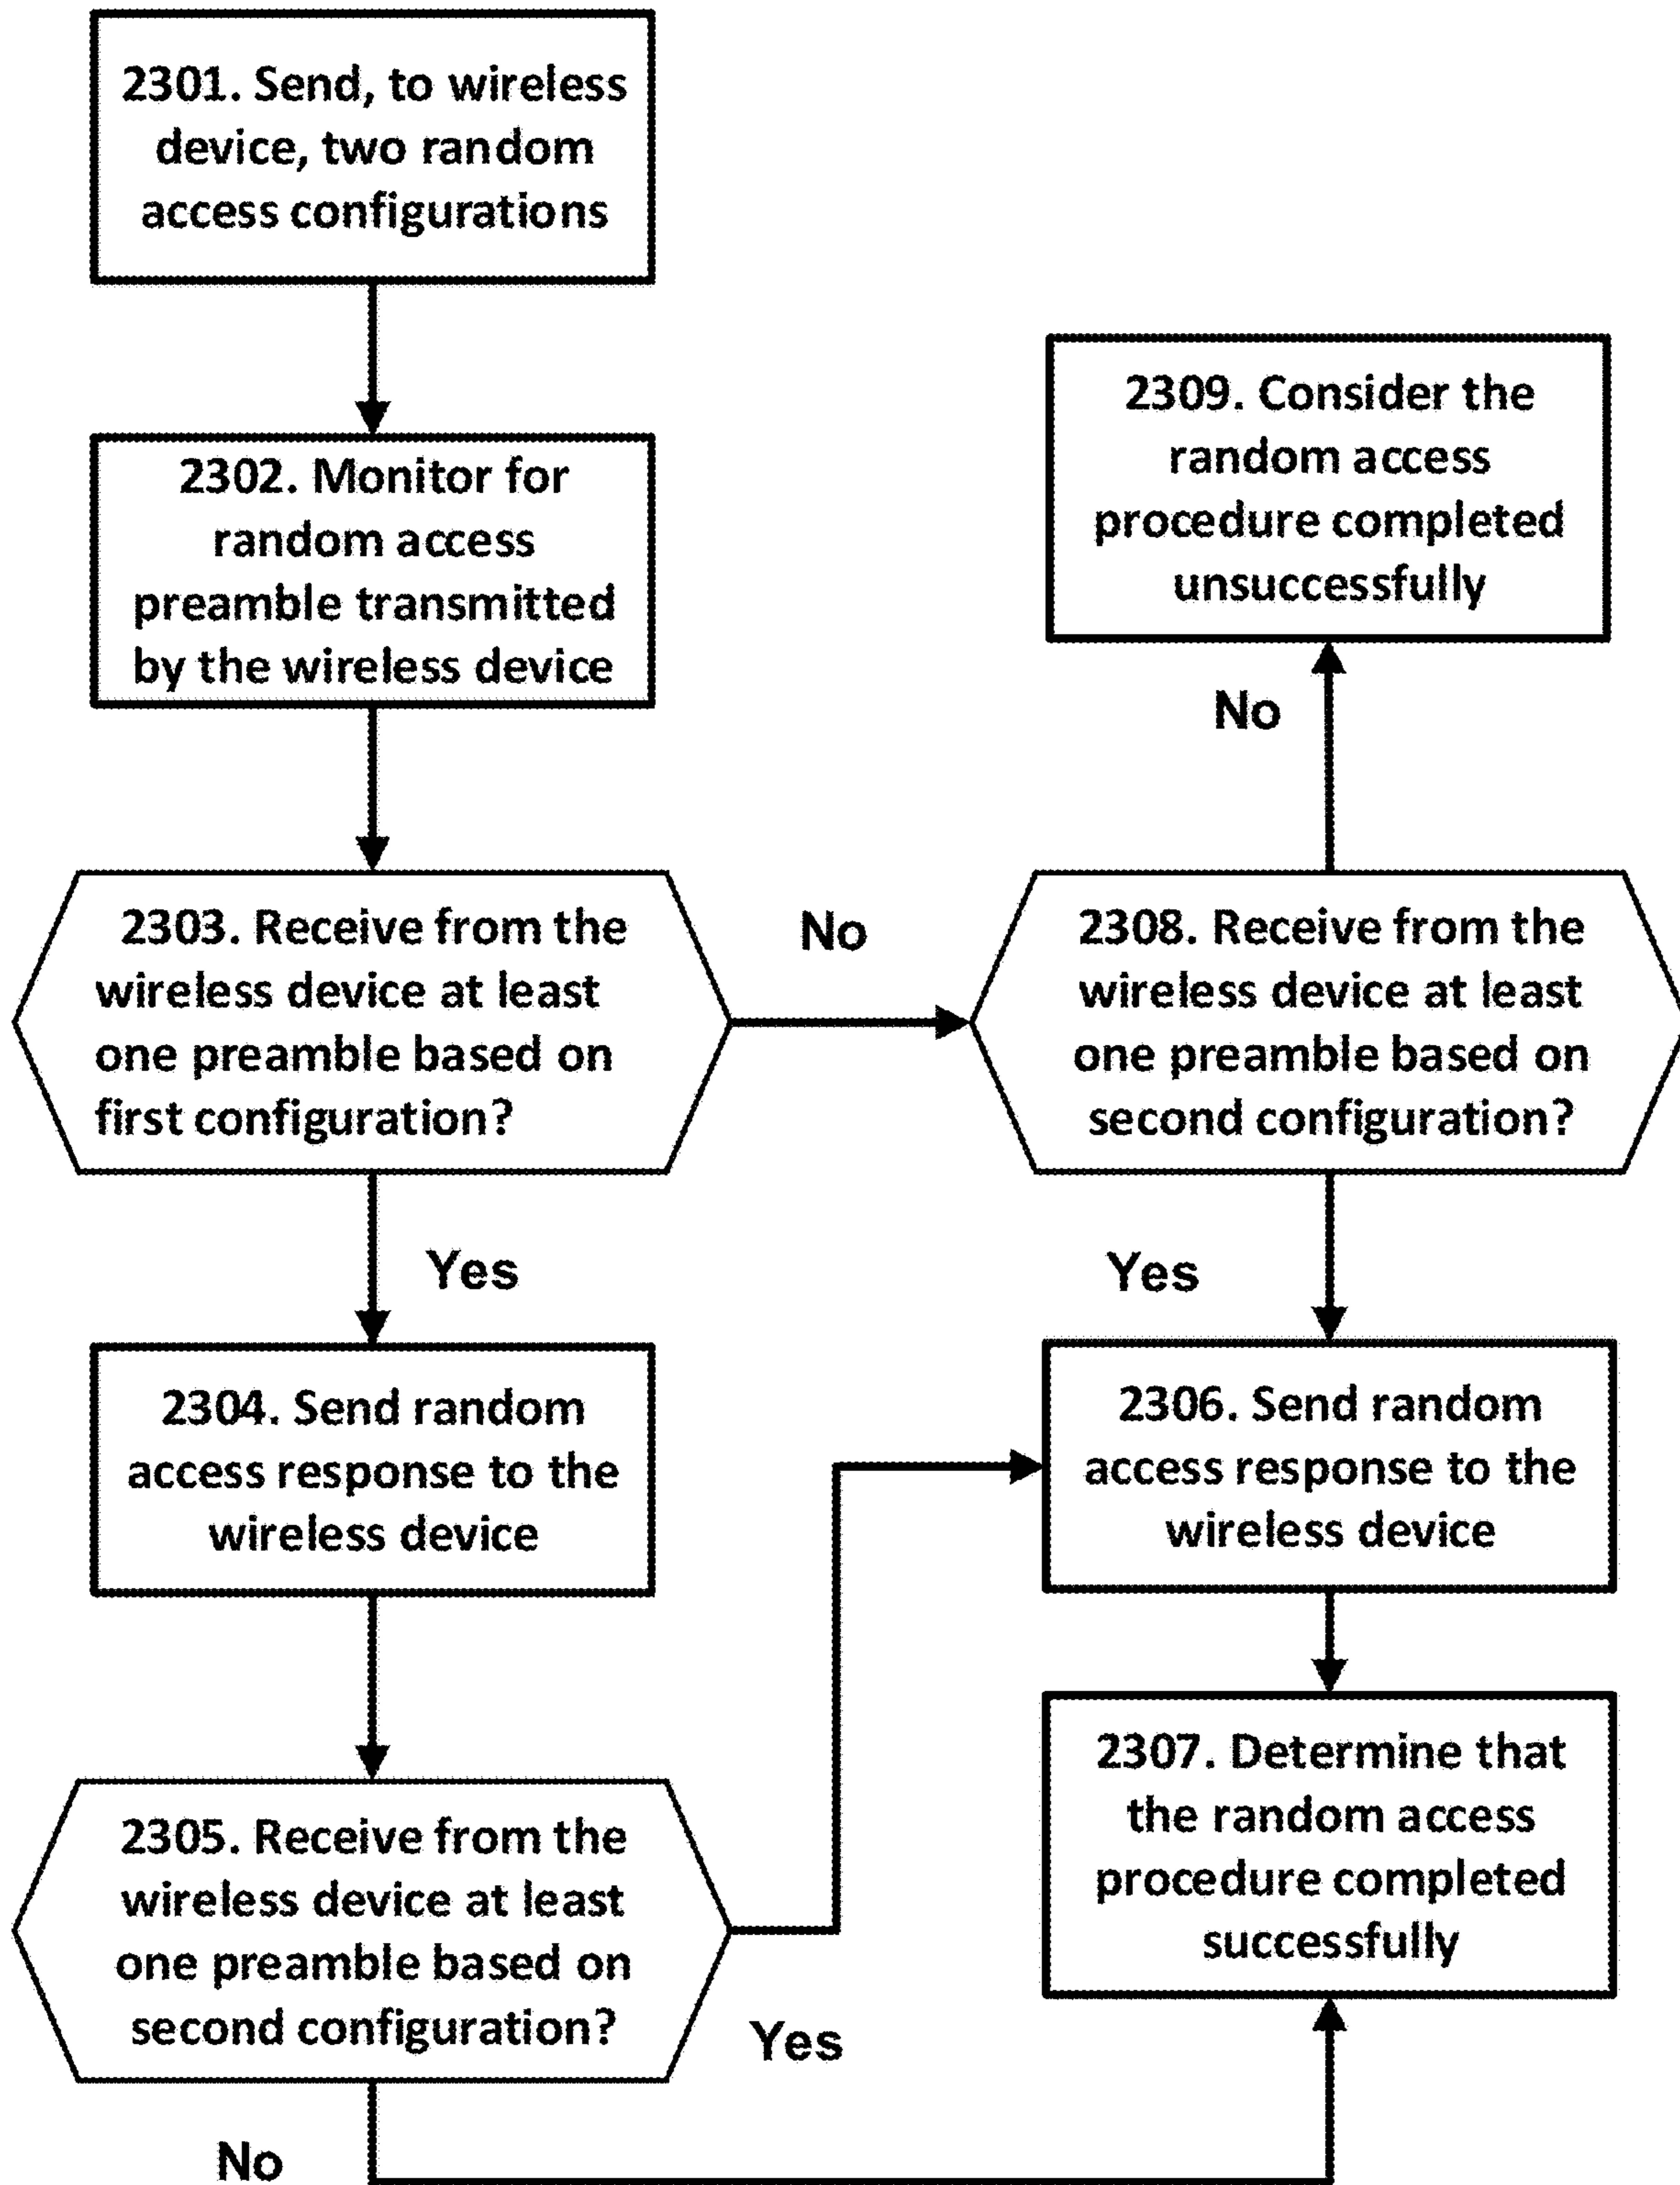 2301. Send, to wireless
device, two random
access configurations
2302. Monitor for
random access
preamble transmitted
by the wireless device
2303. Receive from the
wireless device at least
one preamble based on
first configuration?
Yes
No
2304. Send random
access response to the
wireless device
2305. Receive from the
wireless device at least
one preamble based on
second configuration?
Yes
No
2309. Consider the
random access
procedure completed
unsuccessfully
No
2308. Receive from the
wireless device at least
one preamble based on
second configuration?
Yes
2306. Send random
access response to the
wireless device
2307. Determine that
the random access
procedure completed
successfully